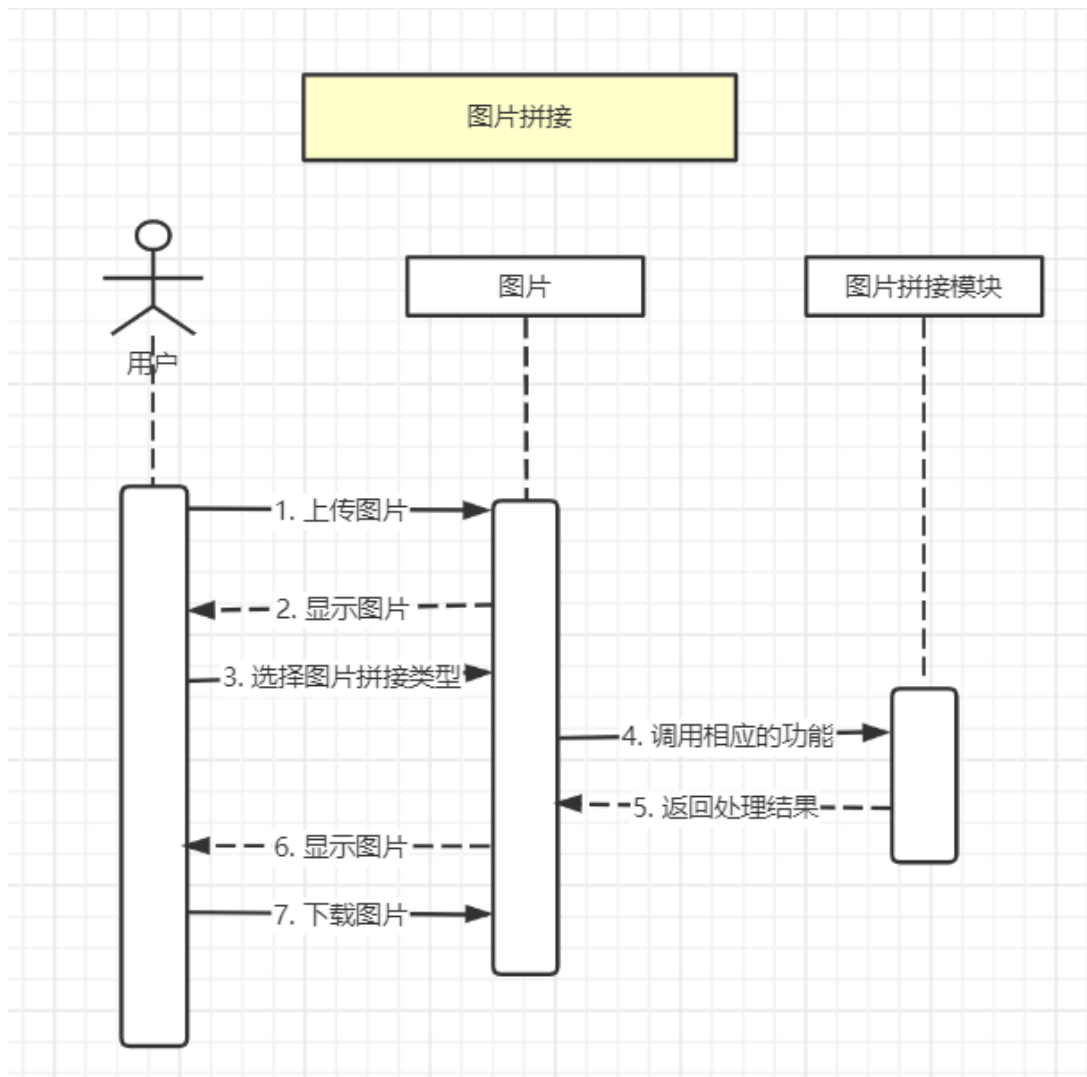 图片拼接
图片
图片拼接模块
用户
1. 上传图片
2. 显示图片
3. 选择图片拼接类型
4. 调用相应的功能
5. 返回处理结果
6. 显示图片
7. 下载图片